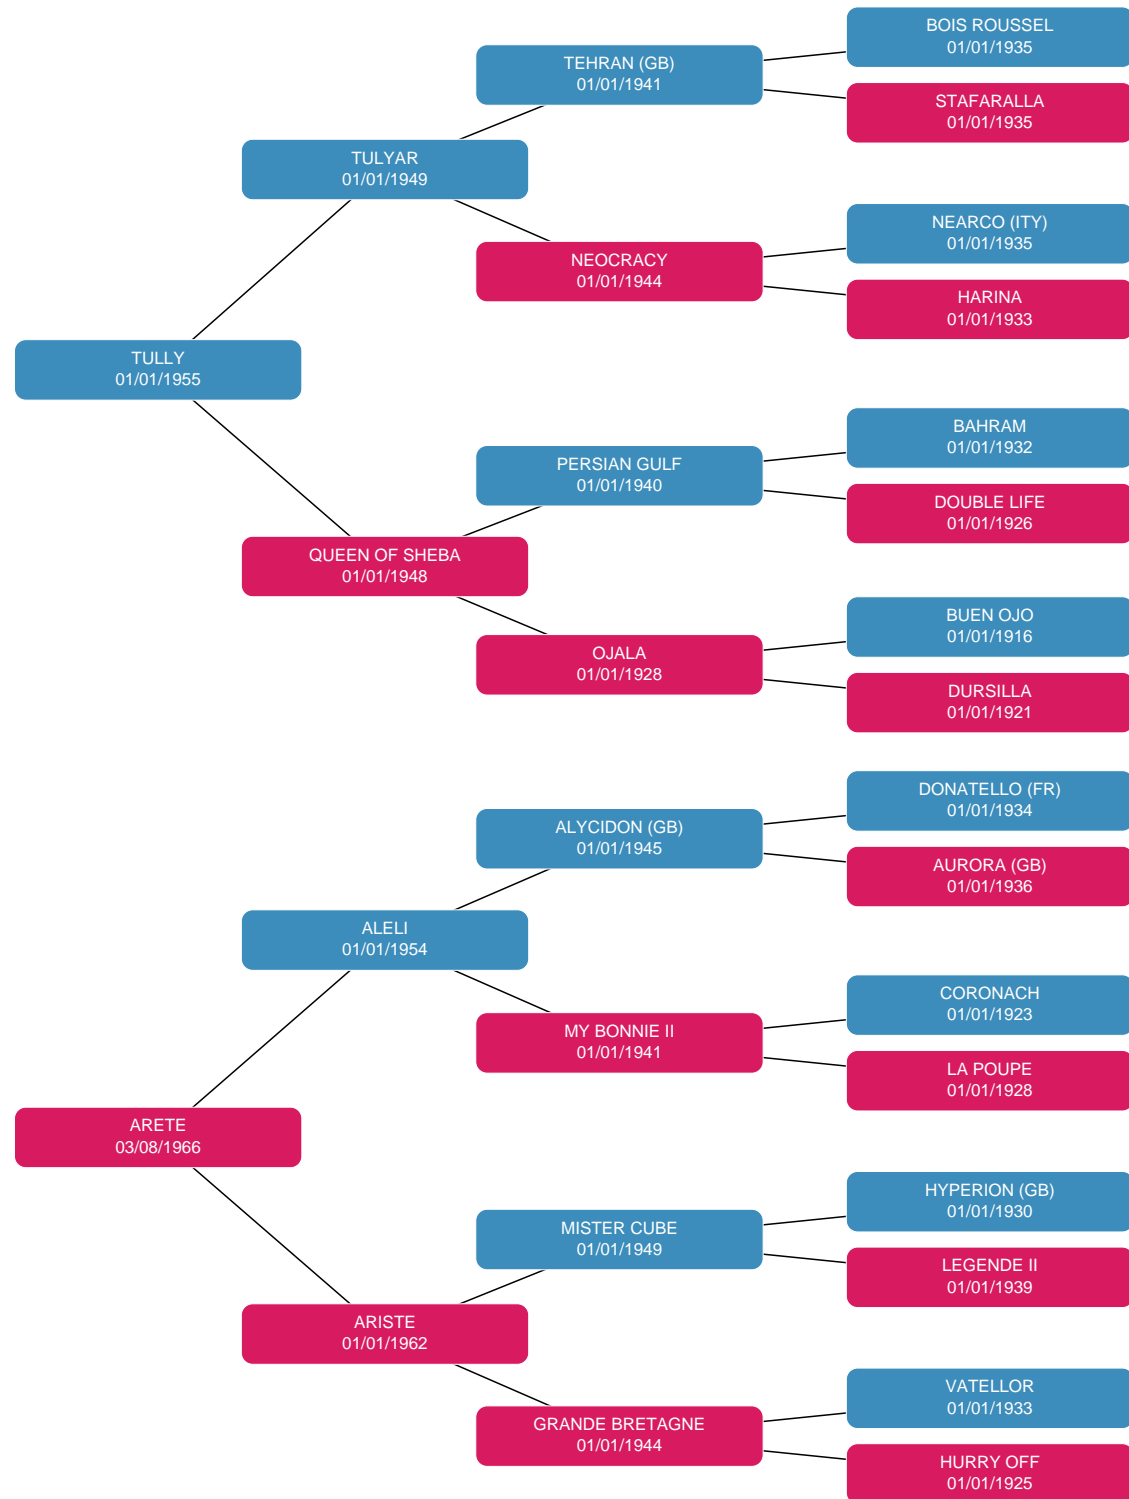 BOIS ROUSSEL
01/01/1935
TEHRAN (GB)
01/01/1941
STAFARALLA
01/01/1935
TULYAR
01/01/1949
NEARCO (ITY)
01/01/1935
NEOCRACY
01/01/1944
HARINA
01/01/1933
TULLY
01/01/1955
BAHRAM
01/01/1932
PERSIAN GULF
01/01/1940
DOUBLE LIFE
01/01/1926
QUEEN OF SHEBA
01/01/1948
BUEN OJO
01/01/1916
OJALA
01/01/1928
DURSILLA
01/01/1921
DONATELLO (FR)
01/01/1934
ALYCIDON (GB)
01/01/1945
AURORA (GB)
01/01/1936
ALELI
01/01/1954
CORONACH
01/01/1923
MY BONNIE II
01/01/1941
LA POUPE
01/01/1928
ARETE
03/08/1966
HYPERION (GB)
01/01/1930
MISTER CUBE
01/01/1949
LEGENDE II
01/01/1939
ARISTE
01/01/1962
VATELLOR
01/01/1933
GRANDE BRETAGNE
01/01/1944
HURRY OFF
01/01/1925